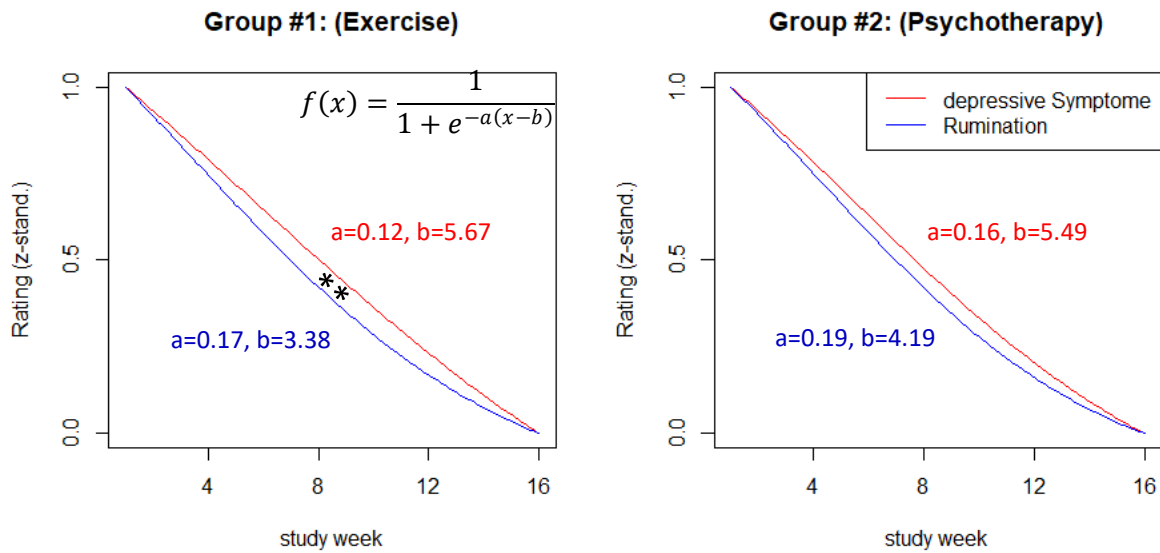 Group #1: (Exercise)
f(x) = 1 / (1 + e^{-a(x-b)})
Rating (z-stand.)
1.0
0.5
0.0
a=0.12, b=5.67
**
a=0.17, b=3.38
4 8 12 16
study week
Group #2: (Psychotherapy)
depressive Symptome
Rumination
Rating (z-stand.)
1.0
0.5
0.0
a=0.16, b=5.49
a=0.19, b=4.19
4 8 12 16
study week